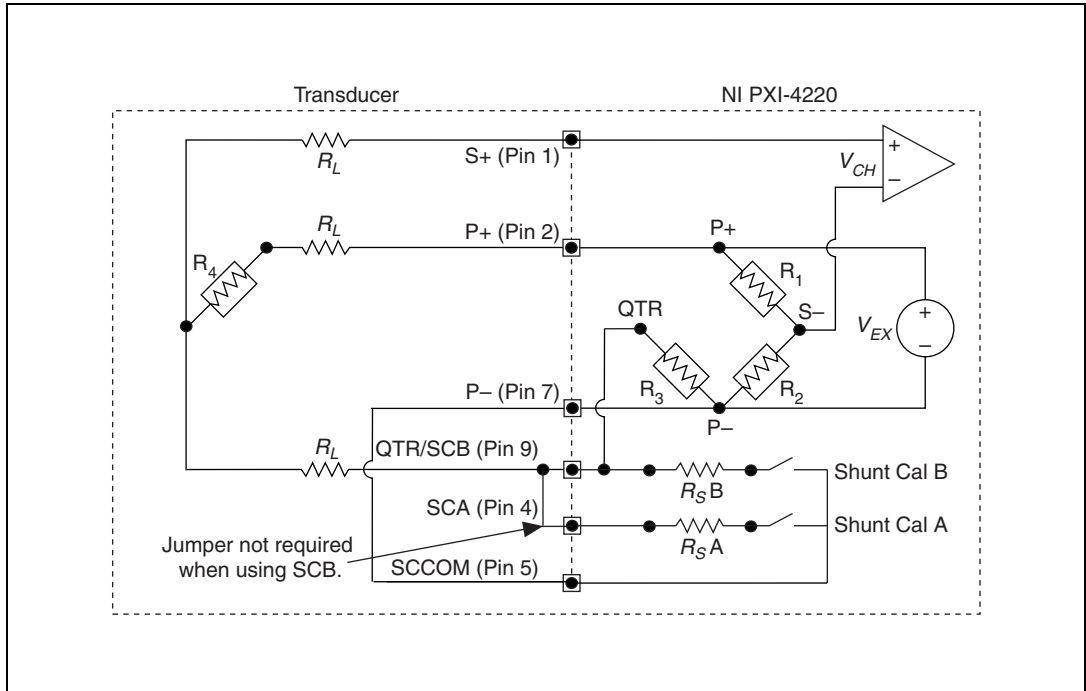 Transducer
NI PXI-4220
R_L
S+ (Pin 1)
+
V_CH
–
R_L
P+ (Pin 2)
P+
R_4
R_1
QTR
S–
+
V_EX
–
R_3
R_2
P– (Pin 7)
P–
R_L
QTR/SCB (Pin 9)
R_S B
Shunt Cal B
SCA (Pin 4)
R_S A
Shunt Cal A
Jumper not required
when using SCB.
SCCOM (Pin 5)